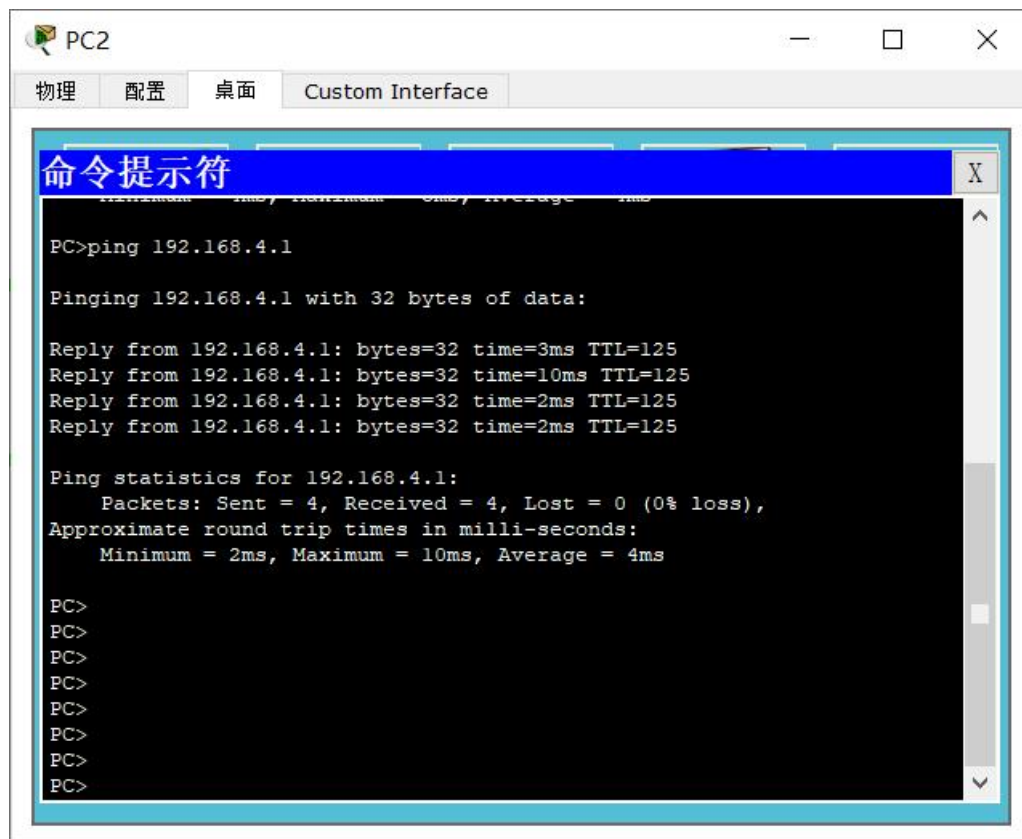 PC2
物理 配置 桌面 Custom Interface
命令提示符 X
PC>ping 192.168.4.1
Pinging 192.168.4.1 with 32 bytes of data:
Reply from 192.168.4.1: bytes=32 time=3ms TTL=125
Reply from 192.168.4.1: bytes=32 time=10ms TTL=125
Reply from 192.168.4.1: bytes=32 time=2ms TTL=125
Reply from 192.168.4.1: bytes=32 time=2ms TTL=125
Ping statistics for 192.168.4.1:
Packets: Sent = 4, Received = 4, Lost = 0 (0% loss),
Approximate round trip times in milli-seconds:
Minimum = 2ms, Maximum = 10ms, Average = 4ms
PC>
PC>
PC>
PC>
PC>
PC>
PC>
PC>